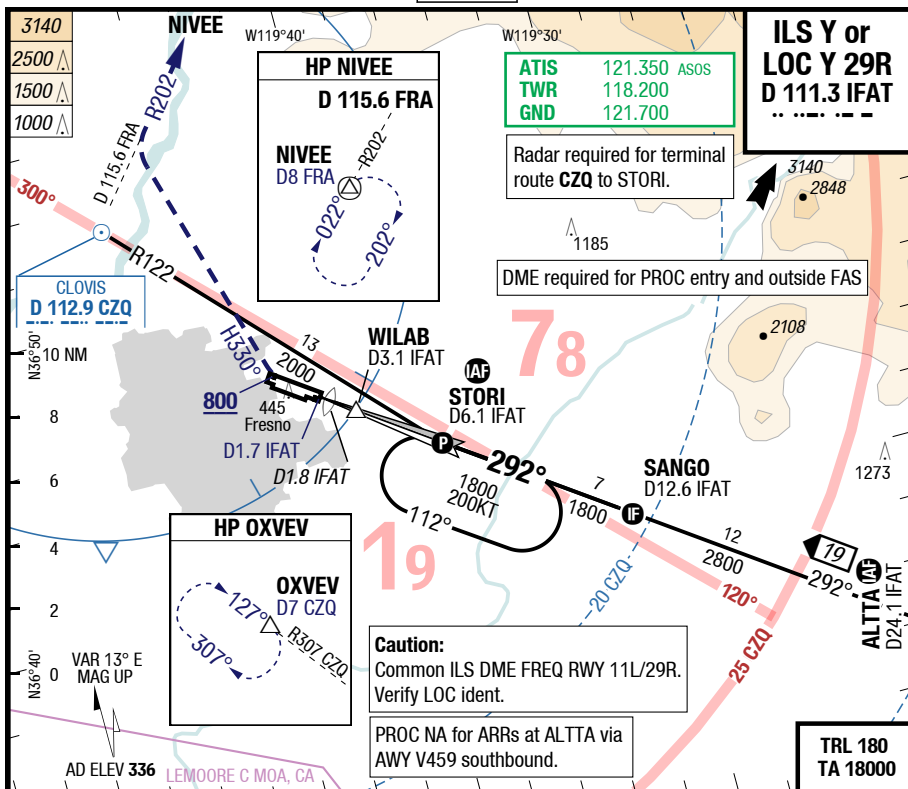 3140
2500
1500
1000
NIVEE
R202
D 115.6 FRA
W119°40'
W119°30'
HP NIVEE
D 115.6 FRA
R202
NIVEE
D8 FRA
022°
202°
ATIS 121.350 ASOS
TWR 118.200
GND 121.700
Radar required for terminal
route CZQ to STORI.
ILS Y or
LOC Y 29R
D 111.3 IFAT
3140
2848
1185
DME required for PROC entry and outside FAS
2108
300°
R122
CLOVIS
D 112.9 CZQ
N36°50'
10 NM
8
6
4
2
0
N36°40'
H330°
13
2000
WILAB
D3.1 IFAT
78
IAF
STORI
D6.1 IFAT
800
445
Fresno
D1.7 IFAT
D1.8 IFAT
P
292°
1800
200KT
112°
7
1800
SANGO
D12.6 IFAT
IF
12
2800
1273
19
292°
IAF
ALTTA
D24.1 IFAT
19
20 CZQ
120°
25 CZQ
HP OXVEV
OXVEV
D7 CZQ
127°
307°
R307 CZQ
Caution:
Common ILS DME FREQ RWY 11L/29R.
Verify LOC ident.
PROC NA for ARRs at ALTTA via
AWY V459 southbound.
VAR 13° E
MAG UP
AD ELEV 336
LEMOORE C MOA, CA
TRL 180
TA 18000